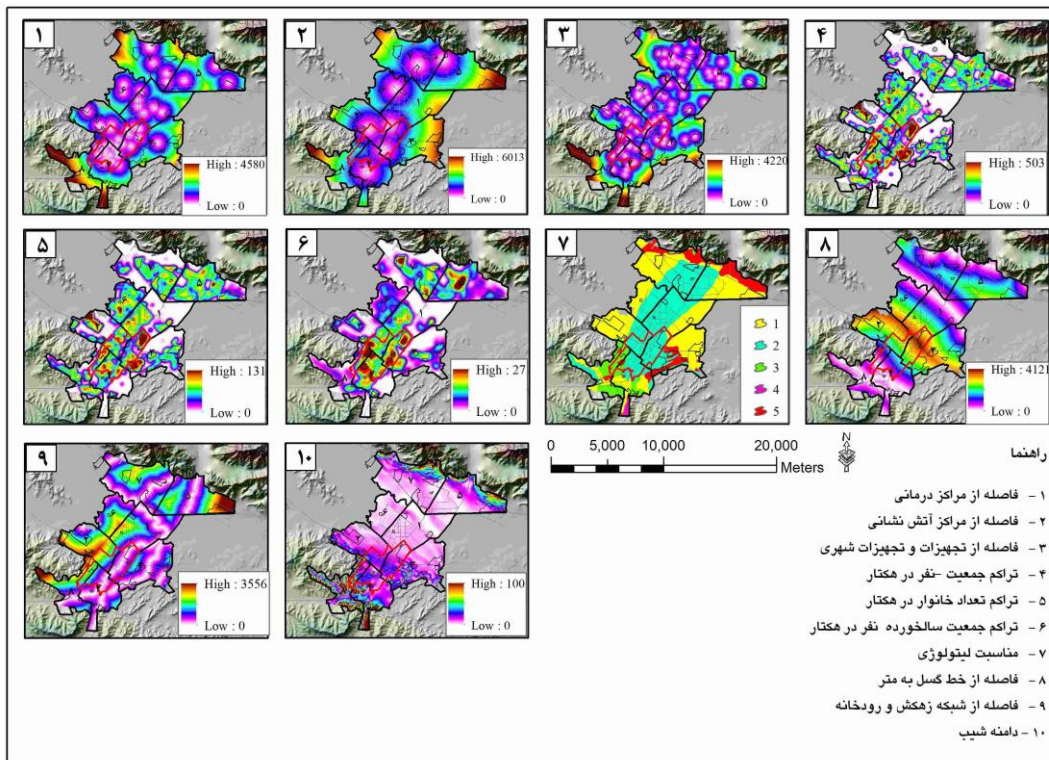 ۱
High : 4580
Low : 0
۲
High : 6013
Low : 0
۳
High : 4220
Low : 0
۴
High : 503
Low : 0
۵
High : 131
Low : 0
۶
High : 27
Low : 0
۷
1
2
3
4
5
۸
High : 4121
Low : 0
۹
High : 3556
Low : 0
۱۰
High : 100
Low : 0
0 5,000 10,000 20,000
Meters
N
راهنما
۱ - فاصله از مراکز درمانی
۲ - فاصله از مراکز آتش نشانی
۳ - فاصله از تجهیزات و تجهیزات شهری
۴ - تراکم جمعیت -نفر در هکتار
۵ - تراکم تعداد خانوار در هکتار
۶ - تراکم جمعیت سالخورده نفر در هکتار
۷ - مناسبت لیتولوژی
۸ - فاصله از خط گسل به متر
۹ - فاصله از شبکه زهکش و رودخانه
۱۰ - دامنه شیب